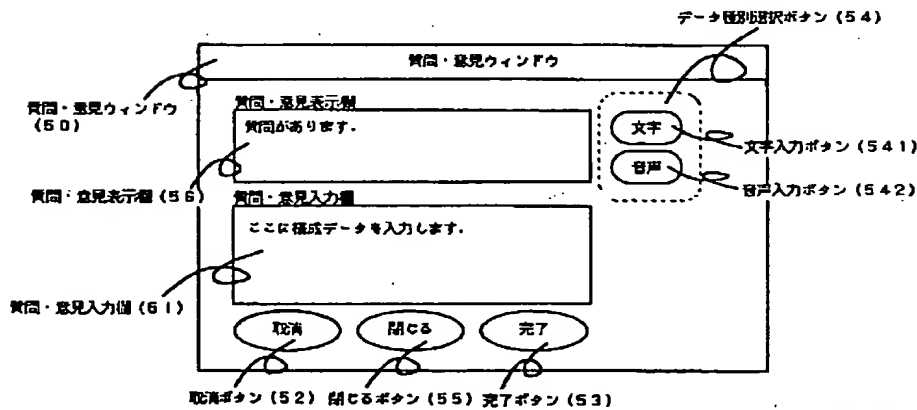 データ種別選択ボタン(54)
質問・意見ウィンドウ
質問・意見ウィンドウ
(50)
質問・意見表示欄
質問があります.
文字
文字入力ボタン(541)
音声
音声入力ボタン(542)
質問・意見表示欄(56)
質問・意見入力欄
ここに構成データを入力します.
質問・意見入力欄(51)
取消
閉じる
完了
取消ボタン(52)
閉じるボタン(55)
完了ボタン(53)